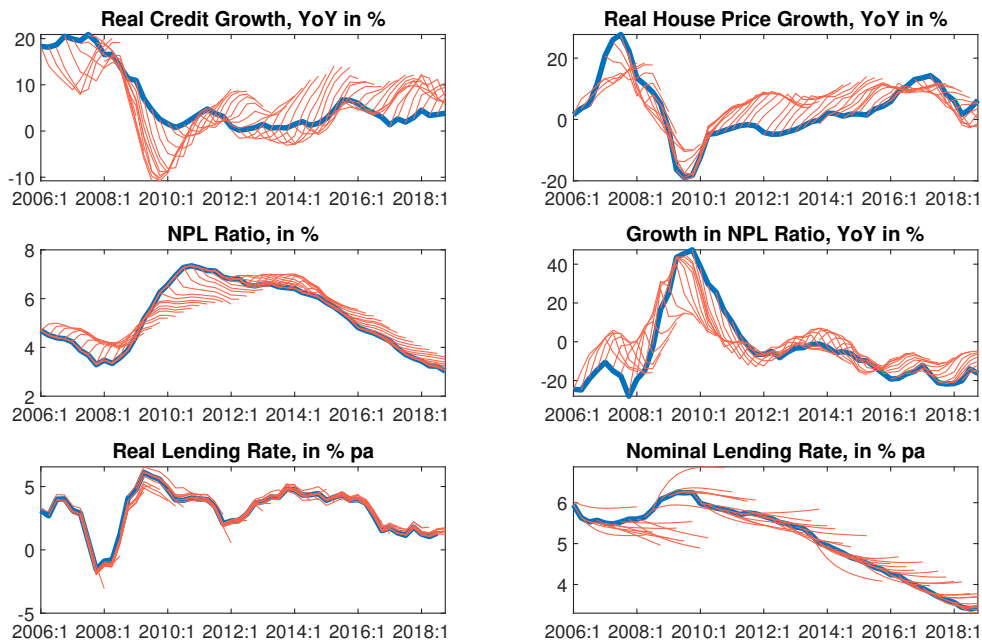 Real Credit Growth, YoY in %
20
10
0
-10
2006:1 2008:1 2010:1 2012:1 2014:1 2016:1 2018:1
Real House Price Growth, YoY in %
20
0
-20
2006:1 2008:1 2010:1 2012:1 2014:1 2016:1 2018:1
NPL Ratio, in %
8
6
4
2
2006:1 2008:1 2010:1 2012:1 2014:1 2016:1 2018:1
Growth in NPL Ratio, YoY in %
40
20
0
-20
2006:1 2008:1 2010:1 2012:1 2014:1 2016:1 2018:1
Real Lending Rate, in % pa
5
0
-5
2006:1 2008:1 2010:1 2012:1 2014:1 2016:1 2018:1
Nominal Lending Rate, in % pa
6
5
4
2006:1 2008:1 2010:1 2012:1 2014:1 2016:1 2018:1